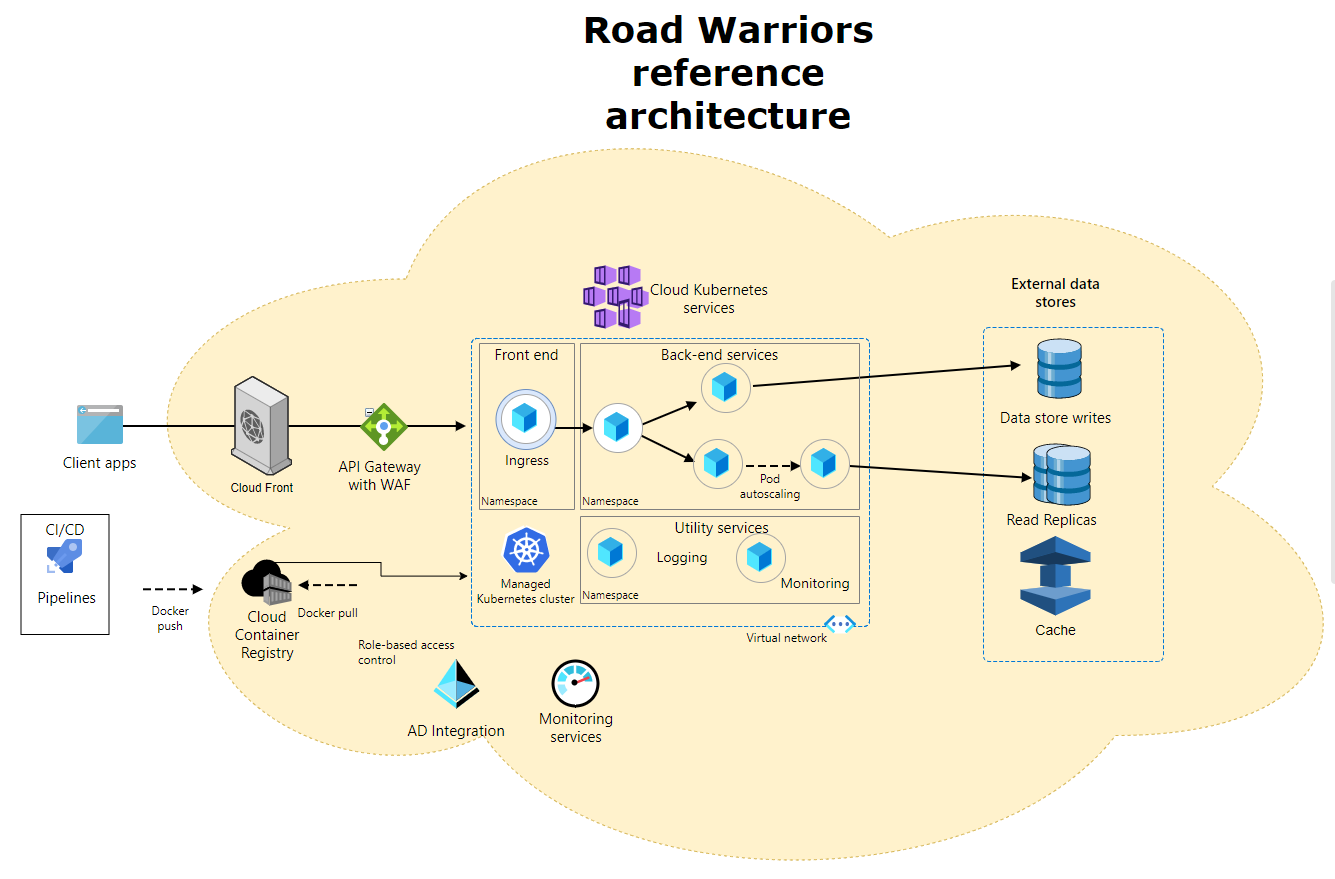 Road Warriors
reference
architecture
Cloud Kubernetes
services
External data
stores
Front end
Back-end services
Client apps
Cloud Front
API Gateway
with WAF
Ingress
Namespace
Namespace
Pod
autoscaling
Data store writes
Read Replicas
Cache
CI/CD
Pipelines
Docker
push
Cloud
Container
Registry
Docker pull
Managed
Kubernetes cluster
Utility services
Logging
Monitoring
Namespace
Virtual network
Role-based access
control
AD Integration
Monitoring
services